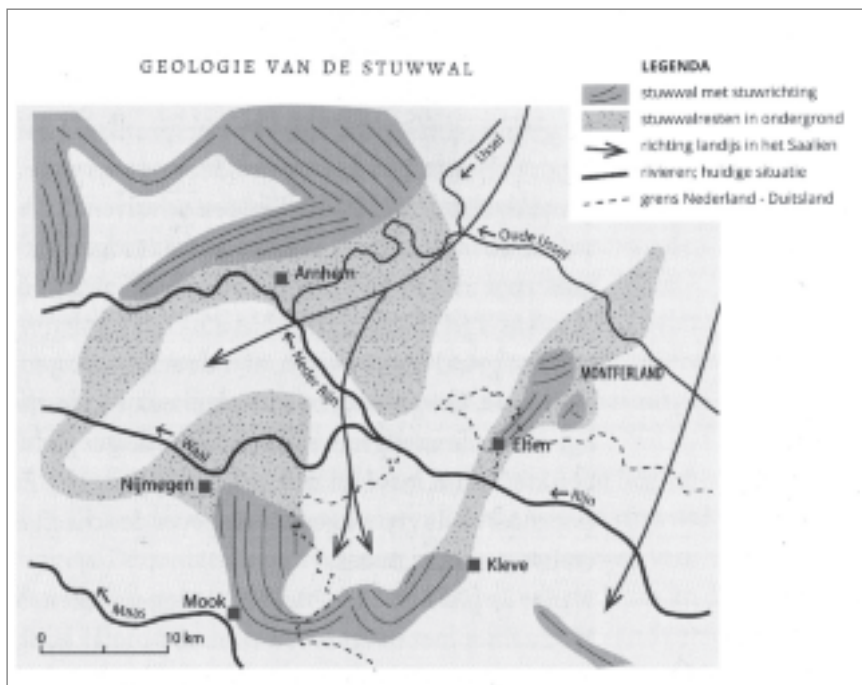 GEOLOGIE VAN DE STUWWAL
LEGENDA
stuwwal met stuwrichting
stuwwalresten in ondergrond
richting landijs in het Saalien
rivieren; huidige situatie
grens Nederland - Duitsland
IJssel
Oude IJssel
Arnhem
Neder Rijn
MONTFERLAND
Waal
Elten
Nijmegen
Rijn
Kleve
Mook
Maas
0 10 km